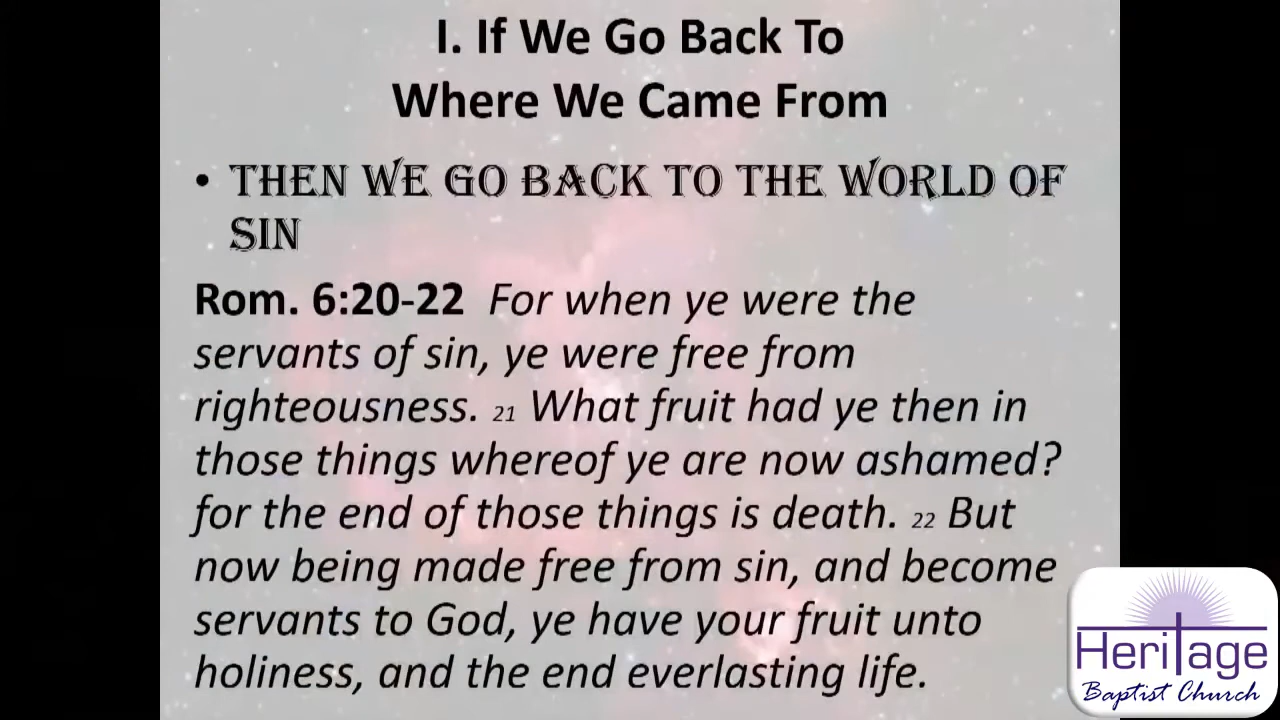 I. If We Go Back To
Where We Came From
• THEN WE GO BACK TO THE WORLD OF
SIN
Rom. 6:20-22 For when ye were the
servants of sin, ye were free from
righteousness. 21 What fruit had ye then in
those things whereof ye are now ashamed?
for the end of those things is death. 22 But
now being made free from sin, and become
servants to God, ye have your fruit unto
holiness, and the end everlasting life.
Heritage
Baptist Church